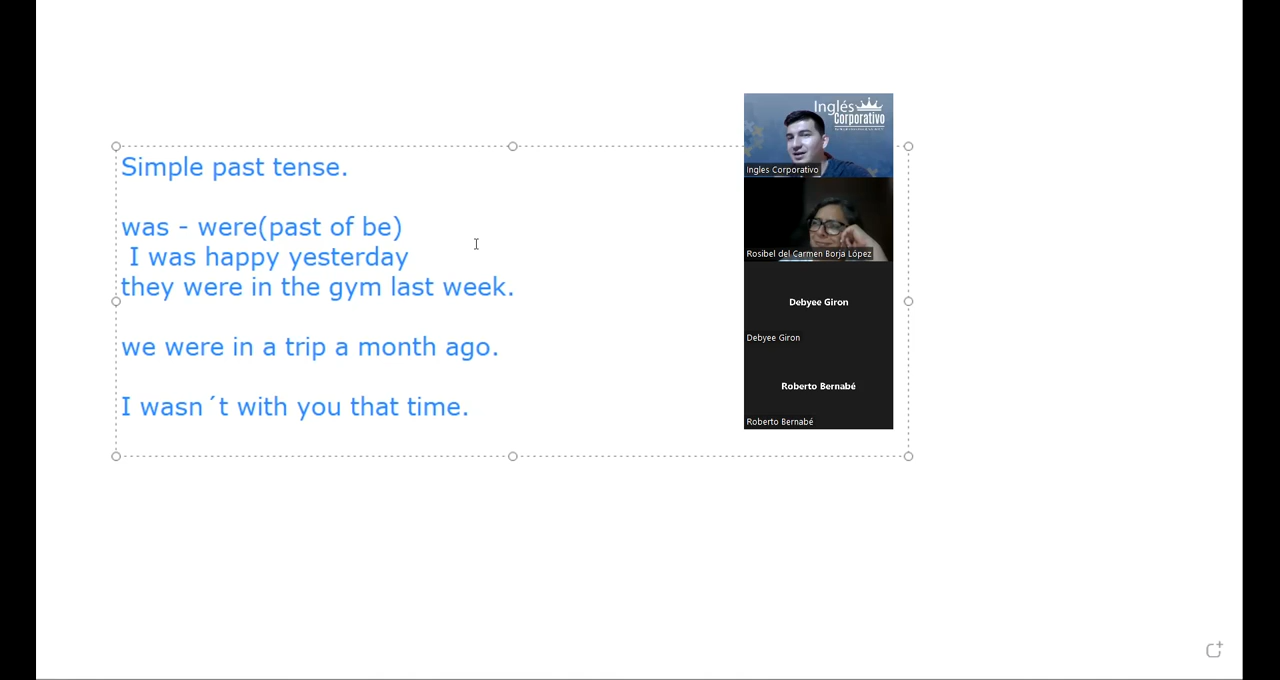 Simple past tense.
was - were(past of be)
I was happy yesterday
they were in the gym last week.
we were in a trip a month ago.
I wasn´t with you that time.
Inglés
Corporativo
Ingles Corporativo
Rosibel del Carmen Borja López
Debyee Giron
Debyee Giron
Roberto Bernabé
Roberto Bernabé